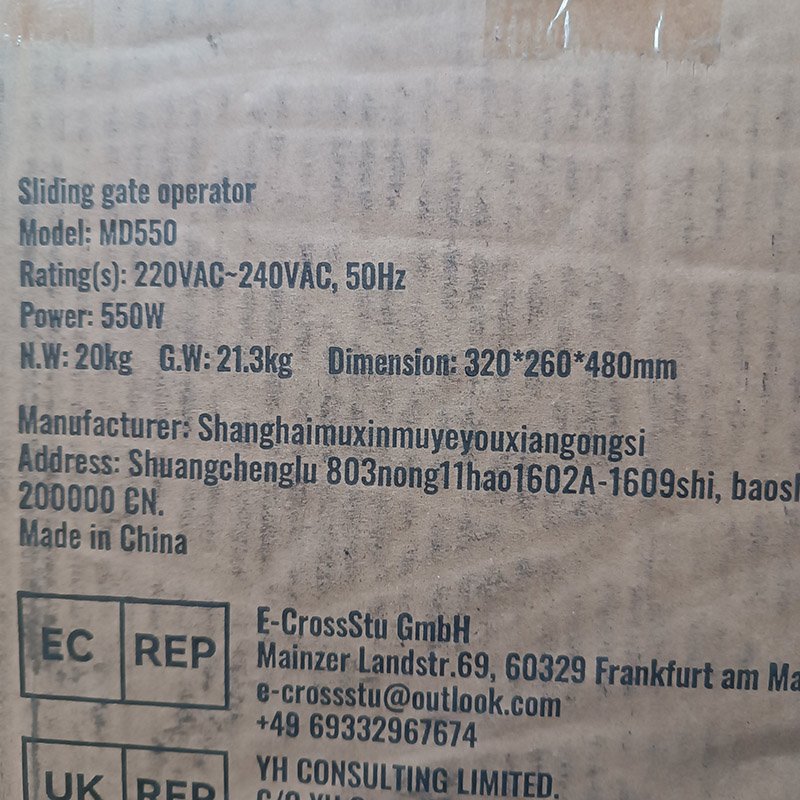 Sliding gate operator
Model: MD550
Rating(s): 220VAC~240VAC, 50Hz
Power: 550W
N.W: 20kg G.W: 21.3kg Dimension: 320*260*480mm
Manufacturer: Shanghaimuxinmuyeyouxiangongsi
Address: Shuangchenglu 803nong11hao1602A-1609shi,
200000 CN.
Made in China
EC REP
E-CrossStu GmbH
Mainzer Landstr.69, 60329 Frankfurt am
e-crossstu@outlook.com
+49 69332967674
UK REP
YH CONSULTING LIMITED.